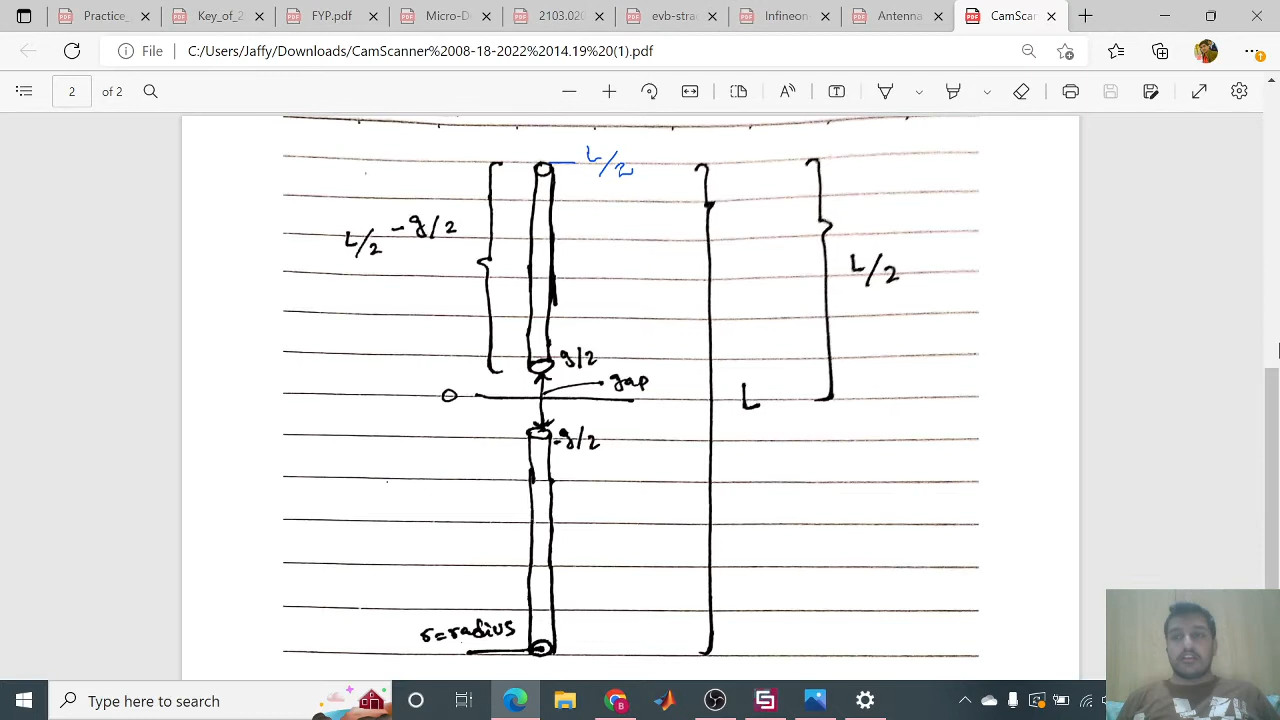 Practice_
Key_of_2
FYP.pdf
Micro-D
2103.020
evb-stra
Infineon
Antenna
CamScar
File
C:/Users/Jaffy/Downloads/CamScanner%2008-18-2022%2014.19%20(1).pdf
2 of 2
L/2
L/2 - g/2
L/2
g/2
gap
0
L
-g/2
r=radius
Type here to search